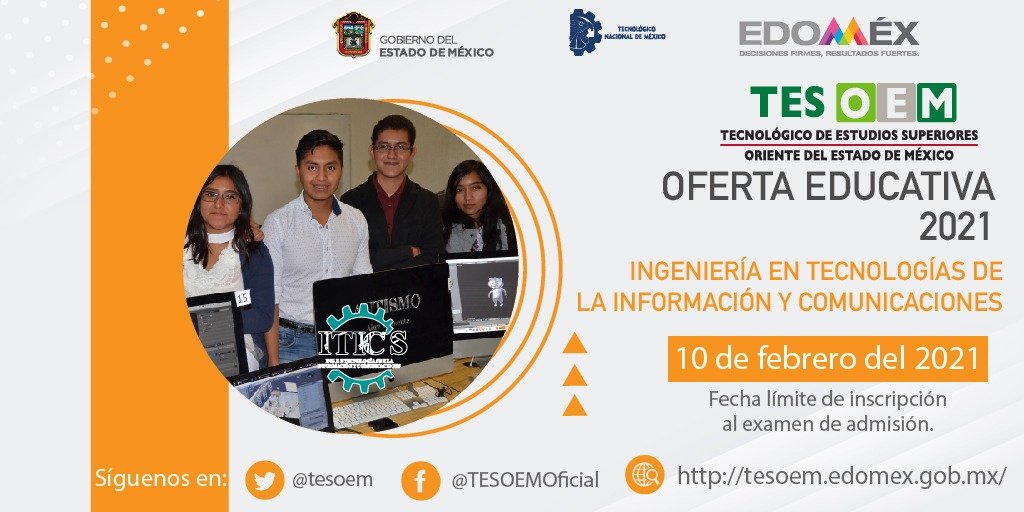 GOBIERNO DEL
ESTADO DE MÉXICO
TECNOLÓGICO
NACIONAL DE MÉXICO
EDOMÉX
DECISIONES FIRMES, RESULTADOS FUERTES.
TESOEM
TECNOLÓGICO DE ESTUDIOS SUPERIORES
ORIENTE DEL ESTADO DE MÉXICO
OFERTA EDUCATIVA
2021
INGENIERÍA EN TECNOLOGÍAS DE
LA INFORMACIÓN Y COMUNICACIONES
10 de febrero del 2021
Fecha límite de inscripción
al examen de admisión.
15
AUTISMO
ITICS
INFORMACIÓN Y COMUNICACIONES
Síguenos en:
@tesoem
@TESOEMOficial
http://tesoem.edomex.gob.mx/